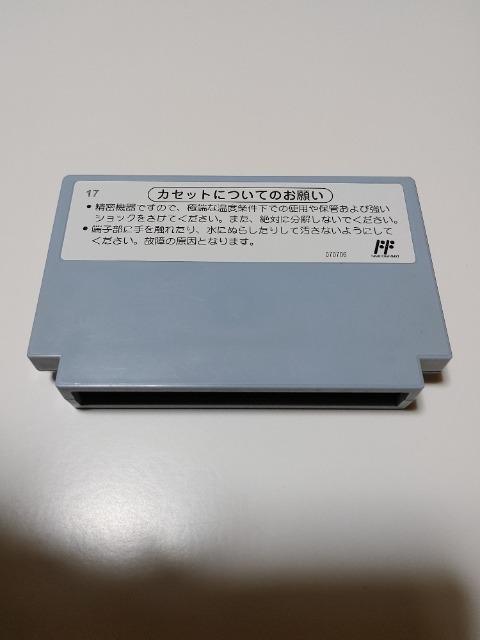 17
カセットについてのお願い
●精密機器ですので、極端な温度条件下での使用や保管および強い
ショックをさけてください。また、絶対に分解しないでください。
●端子部に手を触れたり、水にぬらしたりして汚さないようにして
ください。故障の原因となります。